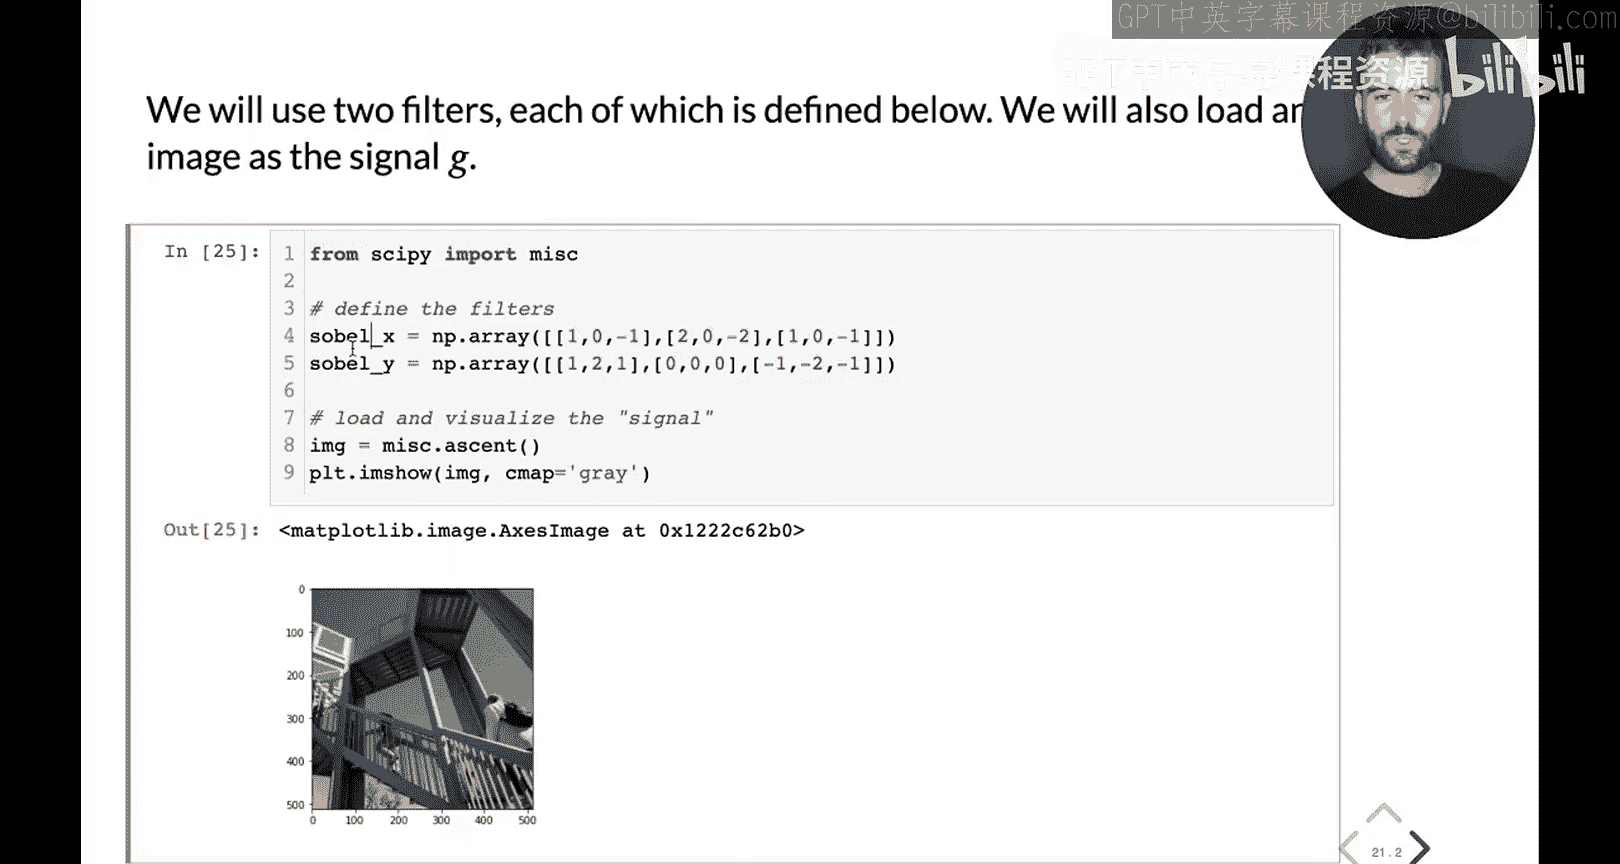 GPT中英字幕课程资源@bilibili.com
课程资源 bilibili
We will use two filters, each of which is defined below. We will also load an
image as the signal g.
In [25]:
1 from scipy import misc
2
3 # define the filters
4 sobel_x = np.array([[1,0,-1],[2,0,-2],[1,0,-1]])
5 sobel_y = np.array([[1,2,1],[0,0,0],[-1,-2,-1]])
6
7 # load and visualize the "signal"
8 img = misc.ascent()
9 plt.imshow(img, cmap='gray')
Out[25]: <matplotlib.image.AxesImage at 0x1222c62b0>
0
100
200
300
400
500
0 100 200 300 400 500
21.2